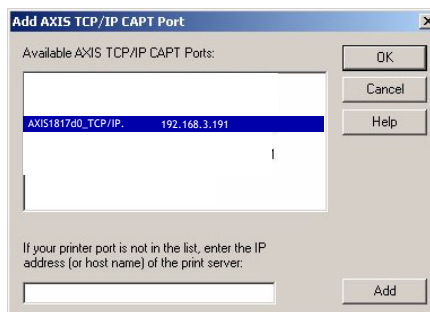 Add AXIS TCP/IP CAPT Port
Available AXIS TCP/IP CAPT Ports:
OK
Cancel
AXIS1817d0_TCP/IP. 192.168.3.191
Help
If your printer port is not in the list, enter the IP
address (or host name) of the print server:
Add